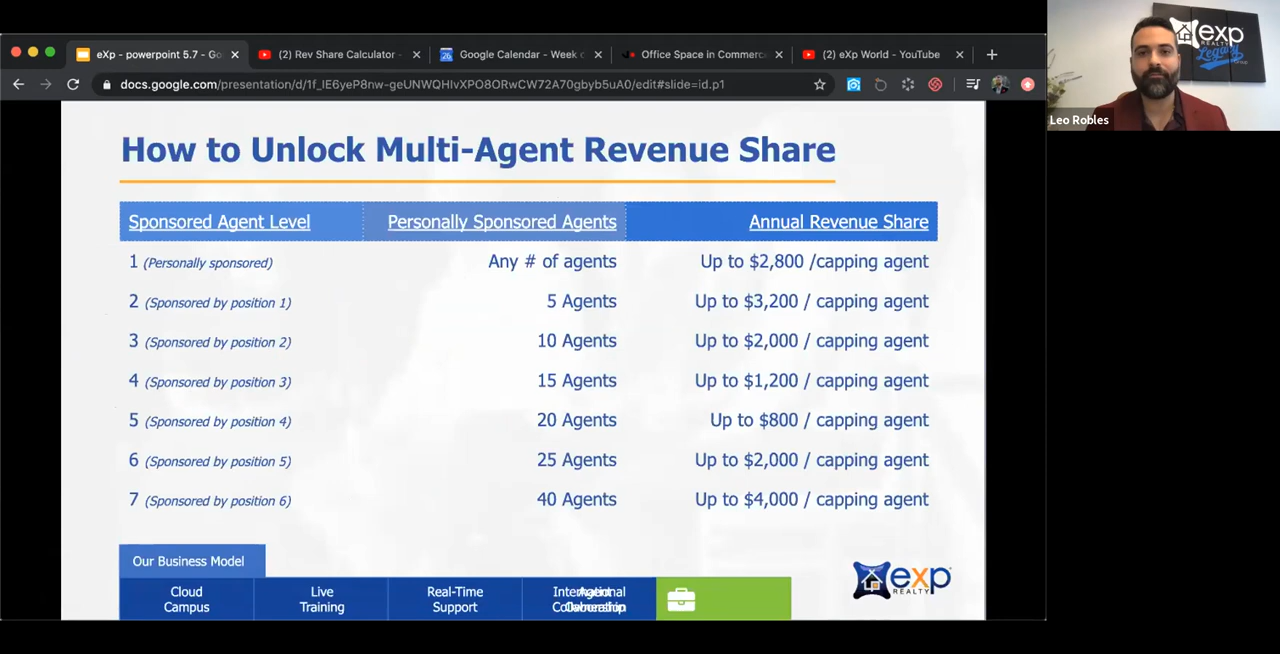 eXp - powerpoint 5.7 - Go
(2) Rev Share Calculator -
26
Google Calendar - Week
Office Space in Commerc
(2) eXp World - YouTube
docs.google.com/presentation/d/1f_IE6yeP8nw-geUNWQHIvXPO8ORwCW72A70gbyb5uA0/edit#slide=id.p1
eXp
REALTY
Legacy
Leo Robles
How to Unlock Multi-Agent Revenue Share
Sponsored Agent Level Personally Sponsored Agents Annual Revenue Share
1 (Personally sponsored) Any # of agents Up to $2,800 /capping agent
2 (Sponsored by position 1) 5 Agents Up to $3,200 / capping agent
3 (Sponsored by position 2) 10 Agents Up to $2,000 / capping agent
4 (Sponsored by position 3) 15 Agents Up to $1,200 / capping agent
5 (Sponsored by position 4) 20 Agents Up to $800 / capping agent
6 (Sponsored by position 5) 25 Agents Up to $2,000 / capping agent
7 (Sponsored by position 6) 40 Agents Up to $4,000 / capping agent
Our Business Model
Cloud
Campus
Live
Training
Real-Time
Support
International
eXp
REALTY